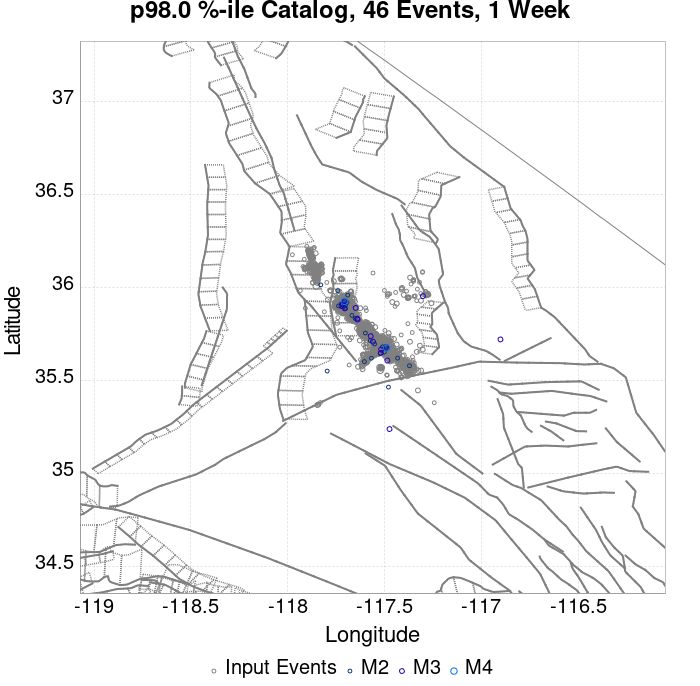 p98.0 %-ile Catalog, 46 Events, 1 Week
37
36.5
36
35.5
35
34.5
Latitude
-119
-118.5
-118
-117.5
-117
-116.5
Longitude
Input Events
M2
M3
M4